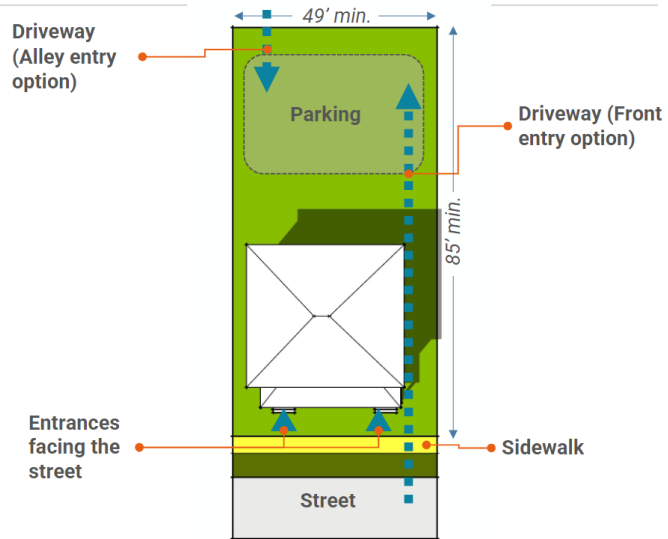 49’ min.
Driveway
(Alley entry
option)
Parking
Driveway (Front
entry option)
85’ min.
Entrances
facing the
street
Sidewalk
Street